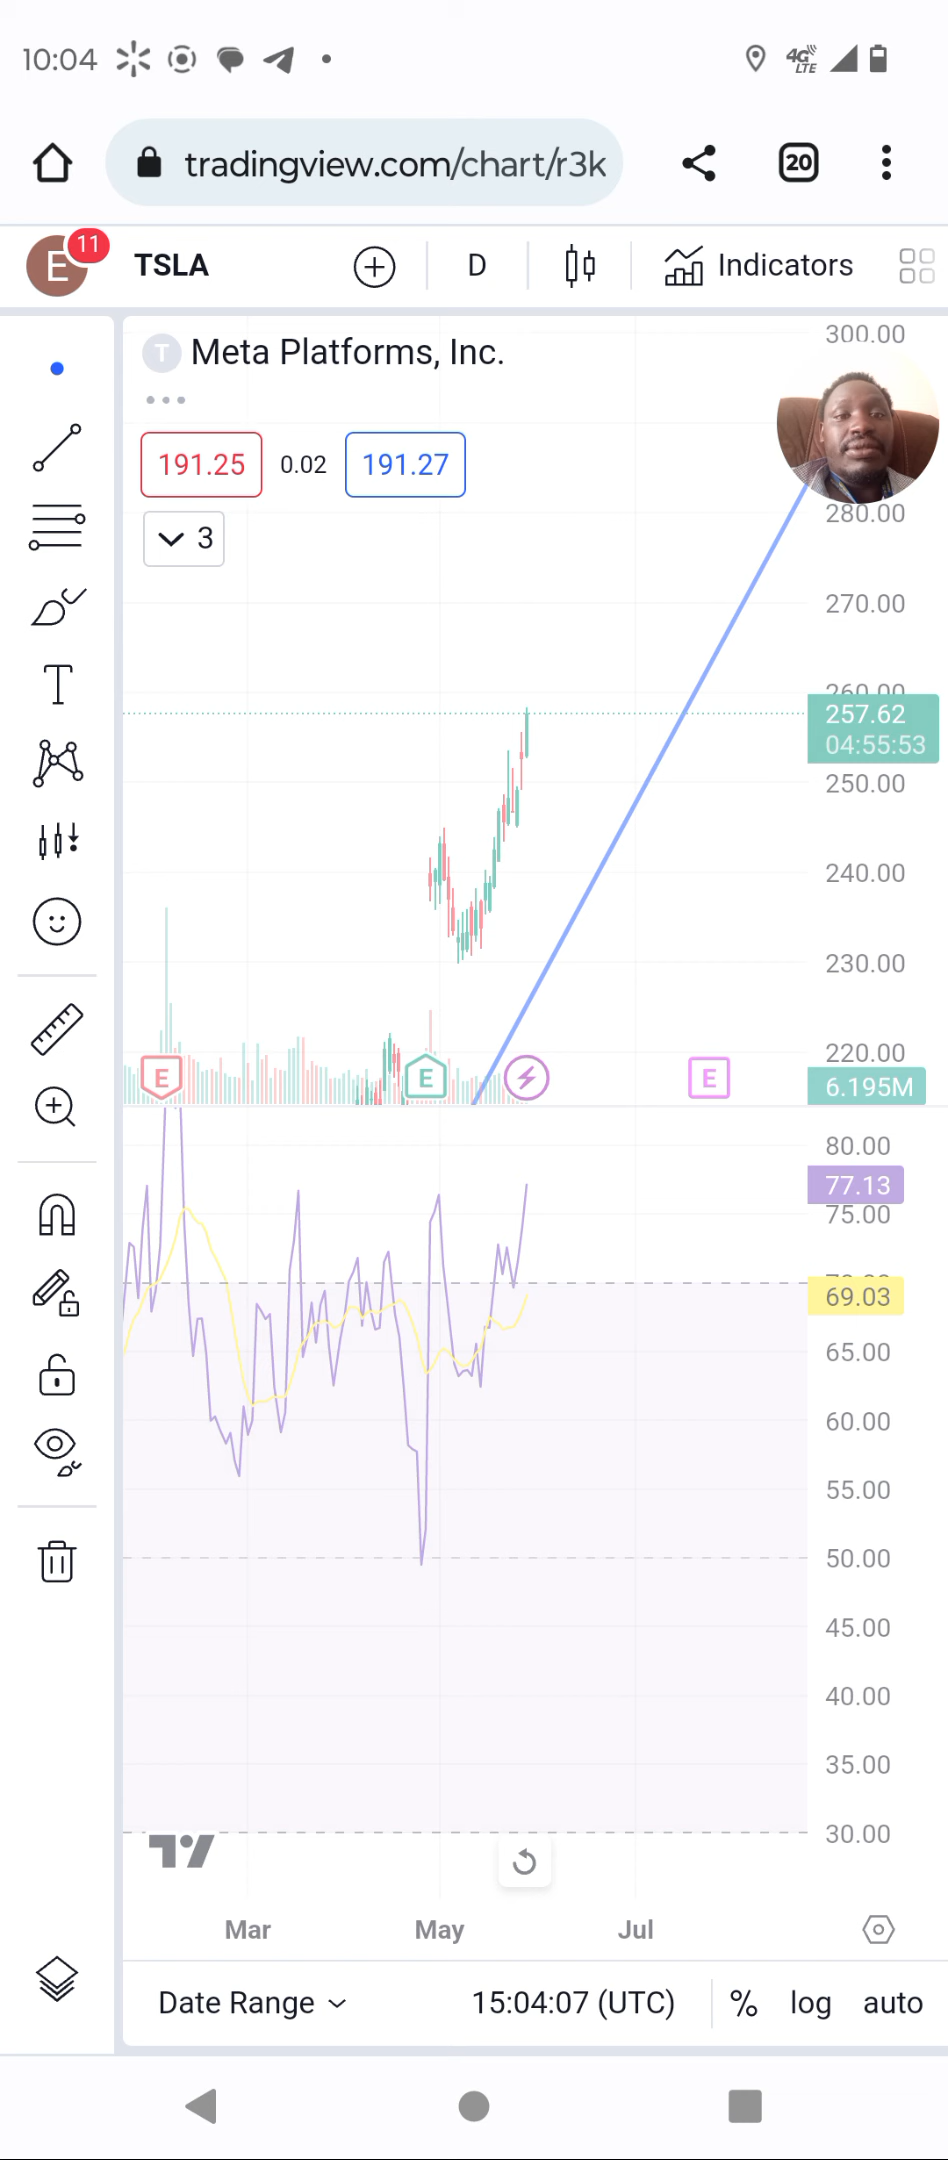 10:04
4G
LTE
tradingview.com/chart/r3k
20
E
11
TSLA
D
Indicators
T
Meta Platforms, Inc.
191.25
0.02
191.27
3
300.00
280.00
270.00
260.00
257.62
04:55:53
250.00
240.00
230.00
220.00
6.195M
E
E
E
80.00
77.13
75.00
69.03
65.00
60.00
55.00
50.00
45.00
40.00
35.00
30.00
Mar
May
Jul
Date Range
15:04:07 (UTC)
%
log
auto